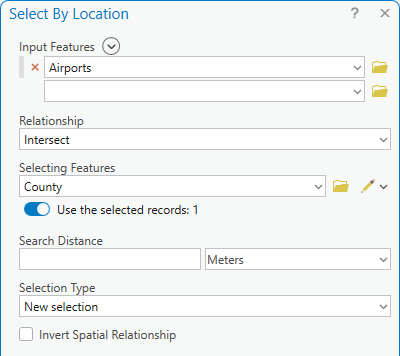 Select By Location
Input Features
Airports
Relationship
Intersect
Selecting Features
County
Use the selected records: 1
Search Distance
Meters
Selection Type
New selection
Invert Spatial Relationship